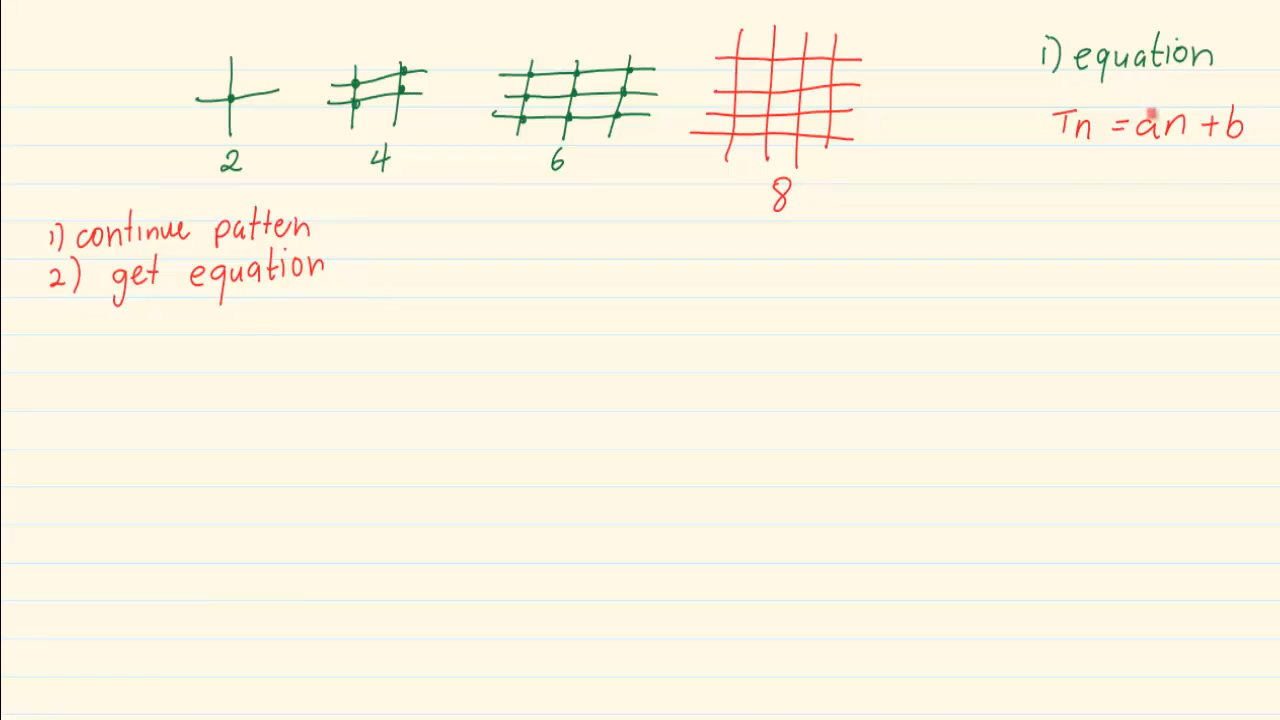 1) equation
Tn = an + b
2 4 6 8
1) continue patten
2) get equation